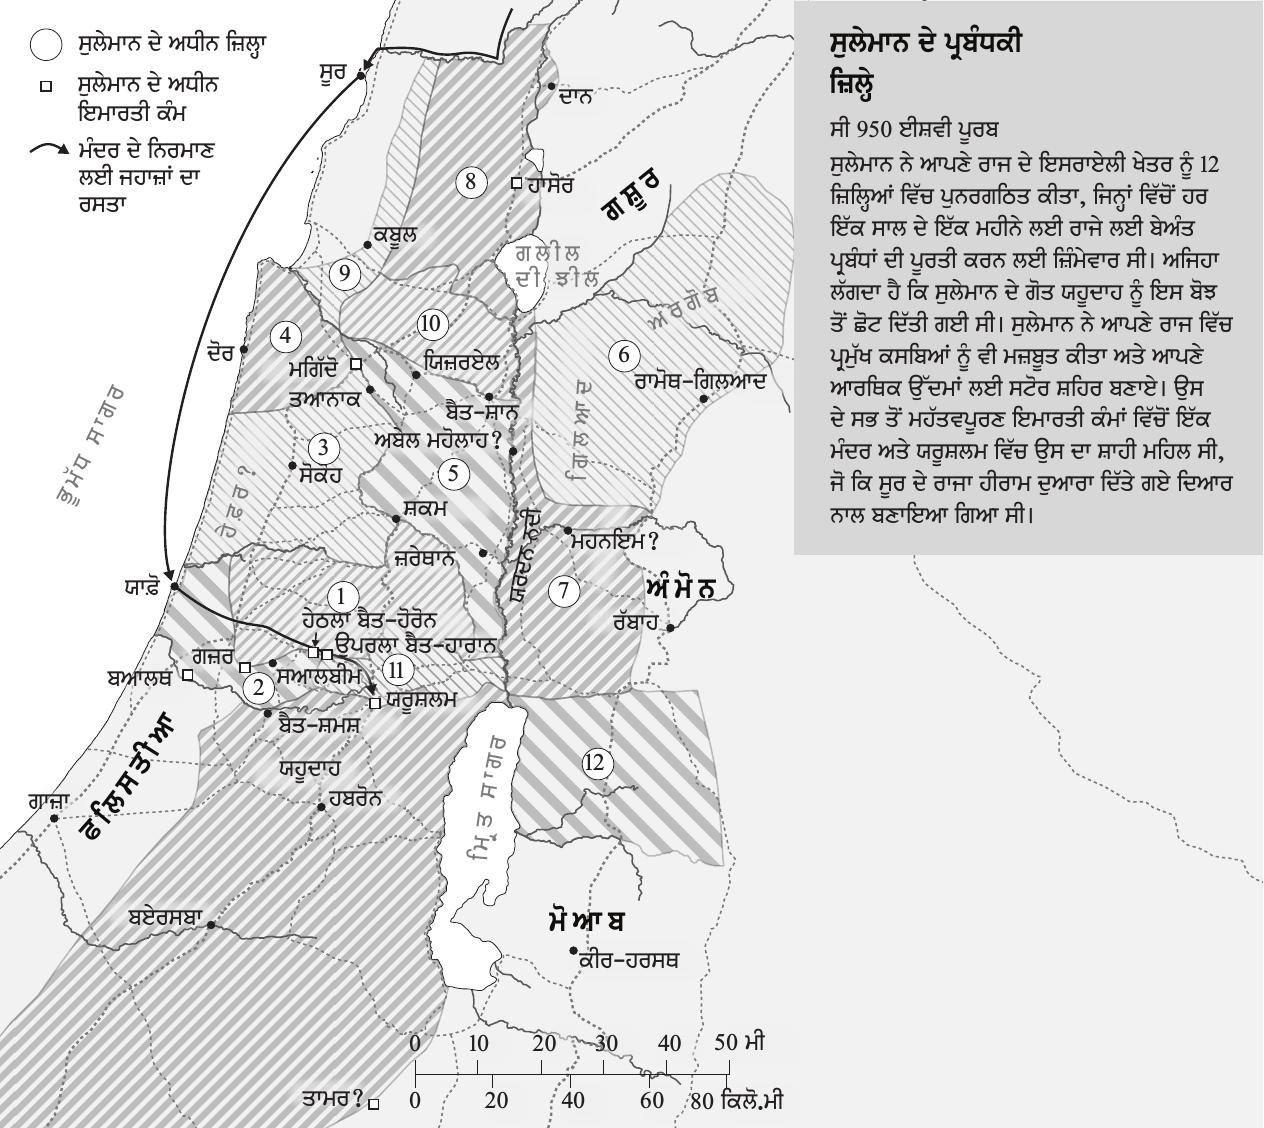 ਸੁਲੇਮਾਨ ਦੇ ਅਧੀਨ ਜ਼ਿਲ੍ਹਾ
ਸੁਲੇਮਾਨ ਦੇ ਅਧੀਨ
ਇਮਾਰਤੀ ਕੰਮ
ਮੰਦਰ ਦੇ ਨਿਰਮਾਣ
ਲਈ ਜਹਾਜ਼ਾਂ ਦਾ
ਰਸਤਾ
ਸੁਲੇਮਾਨ ਦੇ ਪ੍ਰਬੰਧਕੀ
ਜ਼ਿਲ੍ਹੇ
ਸੀ 950 ਈਸ਼ਵੀ ਪੂਰਬ
ਸੁਲੇਮਾਨ ਨੇ ਆਪਣੇ ਰਾਜ ਦੇ ਇਸਰਾਏਲੀ ਖੇਤਰ ਨੂੰ 12
ਜ਼ਿਲ੍ਹਿਆਂ ਵਿੱਚ ਪੁਨਰਗਠਿਤ ਕੀਤਾ, ਜਿਨ੍ਹਾਂ ਵਿੱਚੋਂ ਹਰ
ਇੱਕ ਸਾਲ ਦੇ ਇੱਕ ਮਹੀਨੇ ਲਈ ਰਾਜੇ ਲਈ ਬੇਅੰਤ
ਪ੍ਰਬੰਧਾਂ ਦੀ ਪੂਰਤੀ ਕਰਨ ਲਈ ਜ਼ਿੰਮੇਵਾਰ ਸੀ। ਅਜਿਹਾ
ਲੱਗਦਾ ਹੈ ਕਿ ਸੁਲੇਮਾਨ ਦੇ ਗੋਤ ਯਹੂਦਾਹ ਨੂੰ ਇਸ ਬੋਝ
ਤੋਂ ਛੋਟ ਦਿੱਤੀ ਗਈ ਸੀ। ਸੁਲੇਮਾਨ ਨੇ ਆਪਣੇ ਰਾਜ ਵਿੱਚ
ਪ੍ਰਮੁੱਖ ਕਸਬਿਆਂ ਨੂੰ ਵੀ ਮਜ਼ਬੂਤ ਕੀਤਾ ਅਤੇ ਆਪਣੇ
ਆਰਥਿਕ ਉੱਦਮਾਂ ਲਈ ਸਟੋਰ ਸ਼ਹਿਰ ਬਣਾਏ। ਉਸ
ਦੇ ਸਭ ਤੋਂ ਮਹੱਤਵਪੂਰਣ ਇਮਾਰਤੀ ਕੰਮਾਂ ਵਿੱਚੋਂ ਇੱਕ
ਮੰਦਰ ਅਤੇ ਯਰੂਸ਼ਲਮ ਵਿੱਚ ਉਸ ਦਾ ਸ਼ਾਹੀ ਮਹਿਲ ਸੀ,
ਜੋ ਕਿ ਸੂਰ ਦੇ ਰਾਜਾ ਹੀਰਾਮ ਦੁਆਰਾ ਦਿੱਤੇ ਗਏ ਦਿਆਰ
ਨਾਲ ਬਣਾਇਆ ਗਿਆ ਸੀ।
ਸੂਰ
ਦਾਨ
8
ਹਾਸੋਰ
ਗਸ਼ੂਰ
ਕਬੂਲ
ਗਲੀਲ
ਦੀ ਝੀਲ
9
ਅਰਗੋਬ
4
10
ਦੋਰ
ਮਗਿੱਦੋ
ਯਿਜ਼ਰਏਲ
6
ਰਾਮੋਥ-ਗਿਲਆਦ
ਤਆਨਾਕ
ਬੈਤ-ਸ਼ਾਨ
ਗਿਲਆਦ
ਅਬੇਲ ਮਹੋਲਾਹ?
3
ਸੋਕੋਹ
5
ਭੂਮੱਧ ਸਾਗਰ
ਹੇਫਰ?
ਸ਼ਕਮ
ਯਰਦਨ ਨਦੀ
ਮਹਨਇਮ?
ਜ਼ਰੇਥਾਨ
ਯਾਫ਼ੋ
1
7
ਅੰਮੋਨ
ਰੱਬਾਹ
ਹੇਠਲਾ ਬੈਤ-ਹੋਰੋਨ
ਉਪਰਲਾ ਬੈਤ-ਹਾਰਾਨ
ਗਜ਼ਰ
ਸਆਲਬੀਮ
11
ਬਆਲਥ
2
ਯਰੂਸ਼ਲਮ
ਬੈਤ-ਸ਼ਮਸ਼
ਫਲਿਸਤੀਆ
ਯਹੂਦਾਹ
12
ਮ੍ਰਿਤ ਸਾਗਰ
ਗਾਜ਼ਾ
ਹਬਰੋਨ
ਬਏਰਸਬਾ
ਮੋਆਬ
ਕੀਰ-ਹਰਸਥ
0 10 20 30 40 50 ਮੀ
0 20 40 60 80 ਕਿਲੋ.ਮੀ
ਤਾਮਰ?